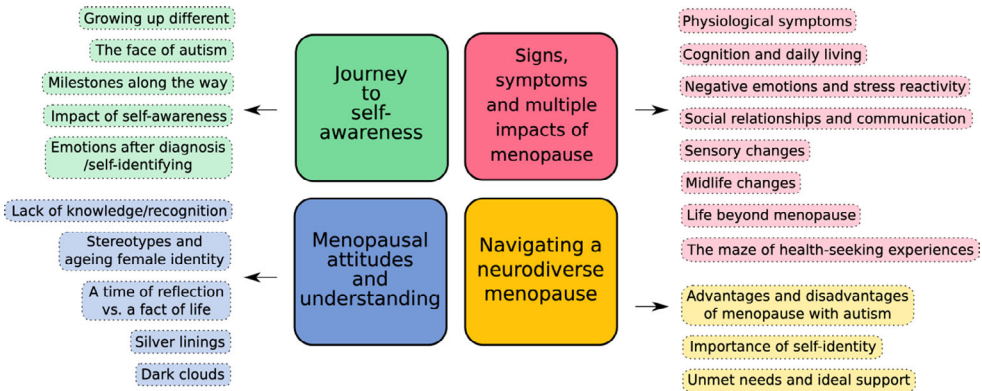 Growing up different
The face of autism
Milestones along the way
Impact of self-awareness
Emotions after diagnosis
/self-identifying
Journey
to
self-
awareness
Signs,
symptoms
and multiple
impacts of
menopause
Physiological symptoms
Cognition and daily living
Negative emotions and stress reactivity
Social relationships and communication
Sensory changes
Midlife changes
Life beyond menopause
The maze of health-seeking experiences
Lack of knowledge/recognition
Stereotypes and
ageing female identity
A time of reflection
vs. a fact of life
Silver linings
Dark clouds
Menopausal
attitudes
and
understanding
Navigating a
neurodiverse
menopause
Advantages and disadvantages
of menopause with autism
Importance of self-identity
Unmet needs and ideal support